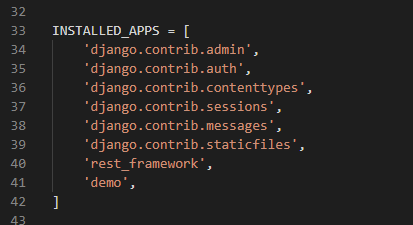 32
33 INSTALLED_APPS = [
34     'django.contrib.admin',
35     'django.contrib.auth',
36     'django.contrib.contenttypes',
37     'django.contrib.sessions',
38     'django.contrib.messages',
39     'django.contrib.staticfiles',
40     'rest_framework',
41     'demo',
42 ]
43